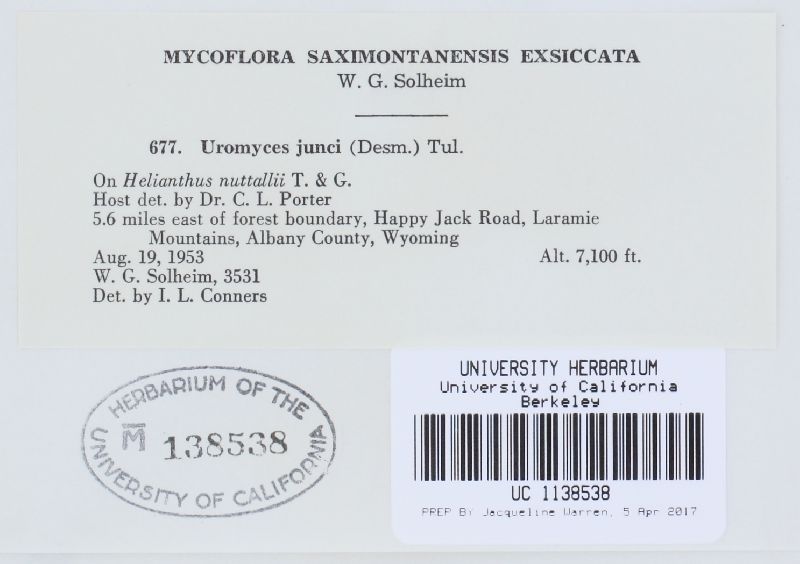 MYCOFLORA SAXIMONTANENSIS EXSICCATA
W. G. Solheim
677. Uromyces junci (Desm.) Tul.
On Helianthus nuttallii T. & G.
Host det. by Dr. C. L. Porter
5.6 miles east of forest boundary, Happy Jack Road, Laramie
Mountains, Albany County, Wyoming
Aug. 19, 1953 Alt. 7,100 ft.
W. G. Solheim, 3531
Det. by I. L. Conners
HERBARIUM OF THE
M 138538
UNIVERSITY OF CALIFORNIA
UNIVERSITY HERBARIUM
University of California
Berkeley
UC 1138538
PREP BY Jacqueline Warren, 5 Apr 2017